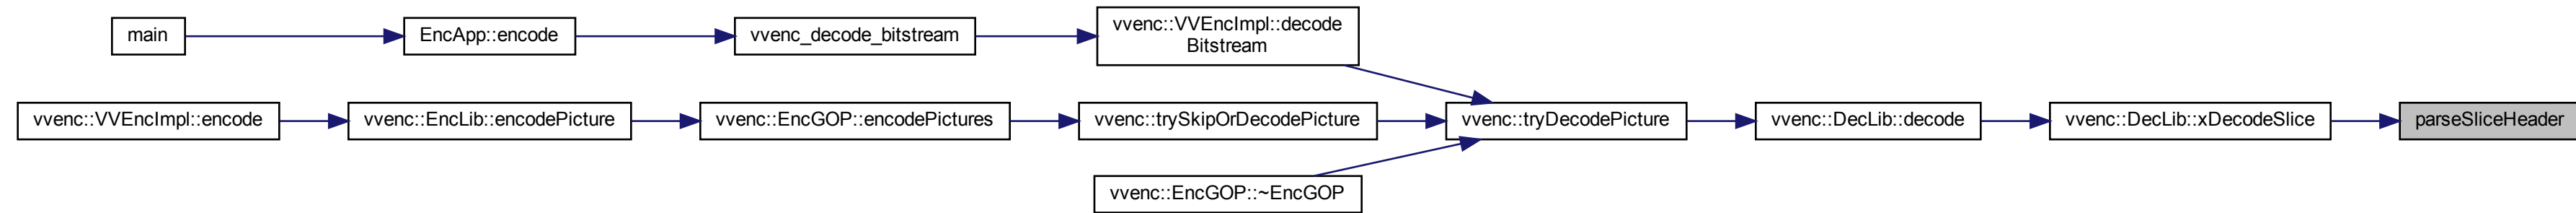 main
EncApp::encode
vvenc_decode_bitstream
vvenc::VVEncImpl::decode
Bitstream
vvenc::VVEncImpl::encode
vvenc::EncLib::encodePicture
vvenc::EncGOP::encodePictures
vvenc::trySkipOrDecodePicture
vvenc::tryDecodePicture
vvenc::DecLib::decode
vvenc::DecLib::xDecodeSlice
parseSliceHeader
vvenc::EncGOP::~EncGOP